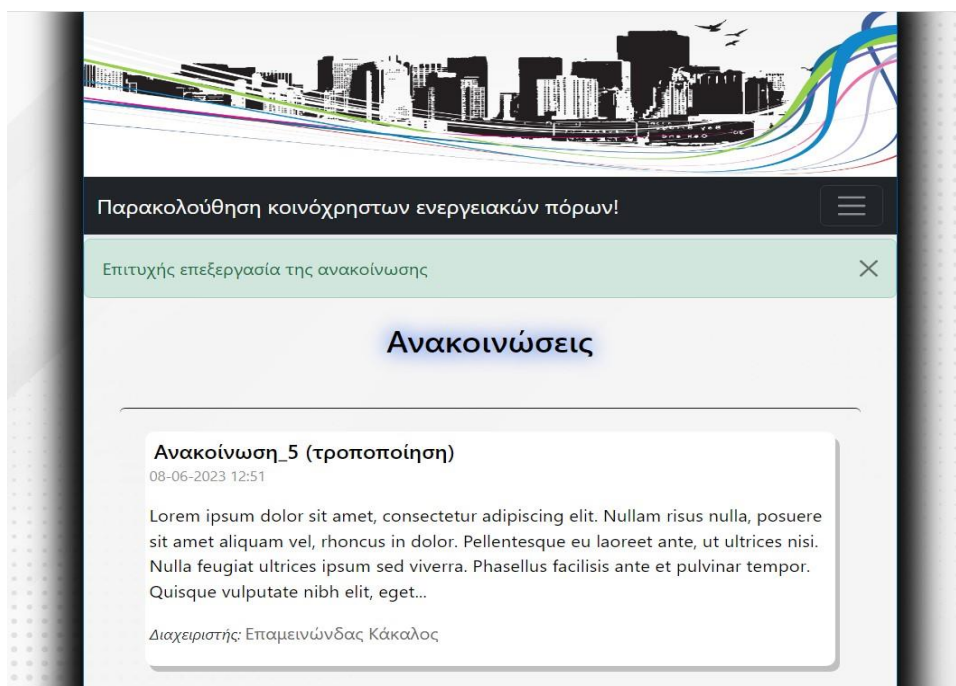 Παρακολούθηση κοινόχρηστων ενεργειακών πόρων!
Επιτυχής επεξεργασία της ανακοίνωσης
Ανακοινώσεις
Ανακοίνωση_5 (τροποποίηση)
08-06-2023 12:51
Lorem ipsum dolor sit amet, consectetur adipiscing elit. Nullam risus nulla, posuere
sit amet aliquam vel, rhoncus in dolor. Pellentesque eu laoreet ante, ut ultrices nisi.
Nulla feugiat ultrices ipsum sed viverra. Phasellus facilisis ante et pulvinar tempor.
Quisque vulputate nibh elit, eget...
Διαχειριστής: Επαμεινώνδας Κάκαλος